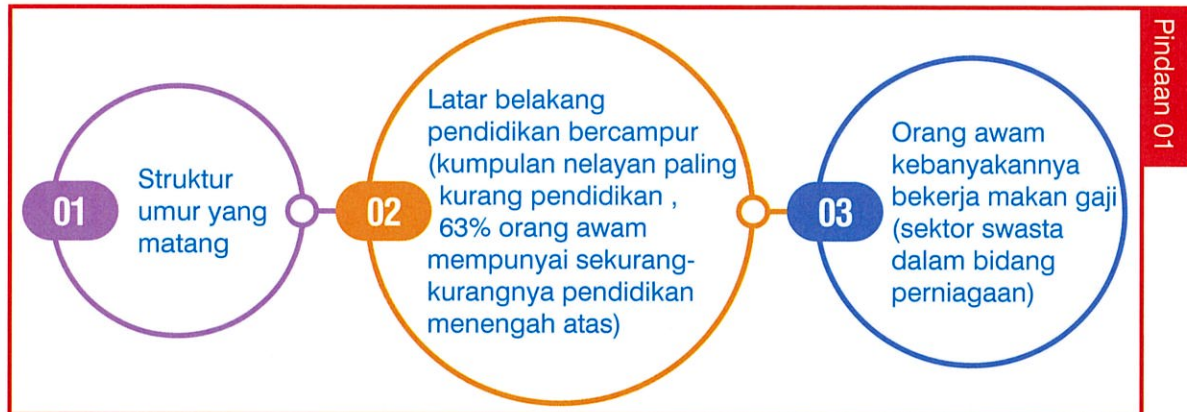 01
Struktur
umur yang
matang
02
Latar belakang
pendidikan bercampur
(kumpulan nelayan paling
kurang pendidikan ,
63% orang awam
mempunyai sekurang-
kurangnya pendidikan
menengah atas)
03
Orang awam
kebanyakannya
bekerja makan gaji
(sektor swasta
dalam bidang
perniagaan)
Pindaan 01